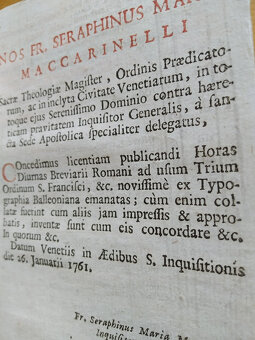 NOS FR. SERAPHINUS MA
MACCARINELLI
Sacræ Theologiæ Magister, Ordinis Prædicato-
rum, ac in inclyta Civitate Venetiarum, in to-
toque ejus Serenissimo Dominio contra hære-
ticam pravitatem Inquisitor Generalis, à San-
cta Sede Apostolica specialiter delegatus,
Concedimus licentiam publicandi Horas
Diurnas Breviarii Romani ad usum Trium
Ordinum S. Francisci, &c. novissimè ex Typo-
graphia Balleoniana emanatas; cùm enim col-
latæ fuerint cum aliis jam impressis & appro-
batis, inventæ sunt cum eis concordare &c.
In quorum &c.
Datum Venetiis in Ædibus S. Inquisitionis
die 26. Januarii 1761.
Fr. Seraphinus Maria M
Inquisi